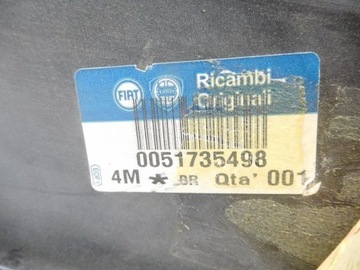 FIAT
Ricambi
Originali
0051735498
4M * BR Qta' 001